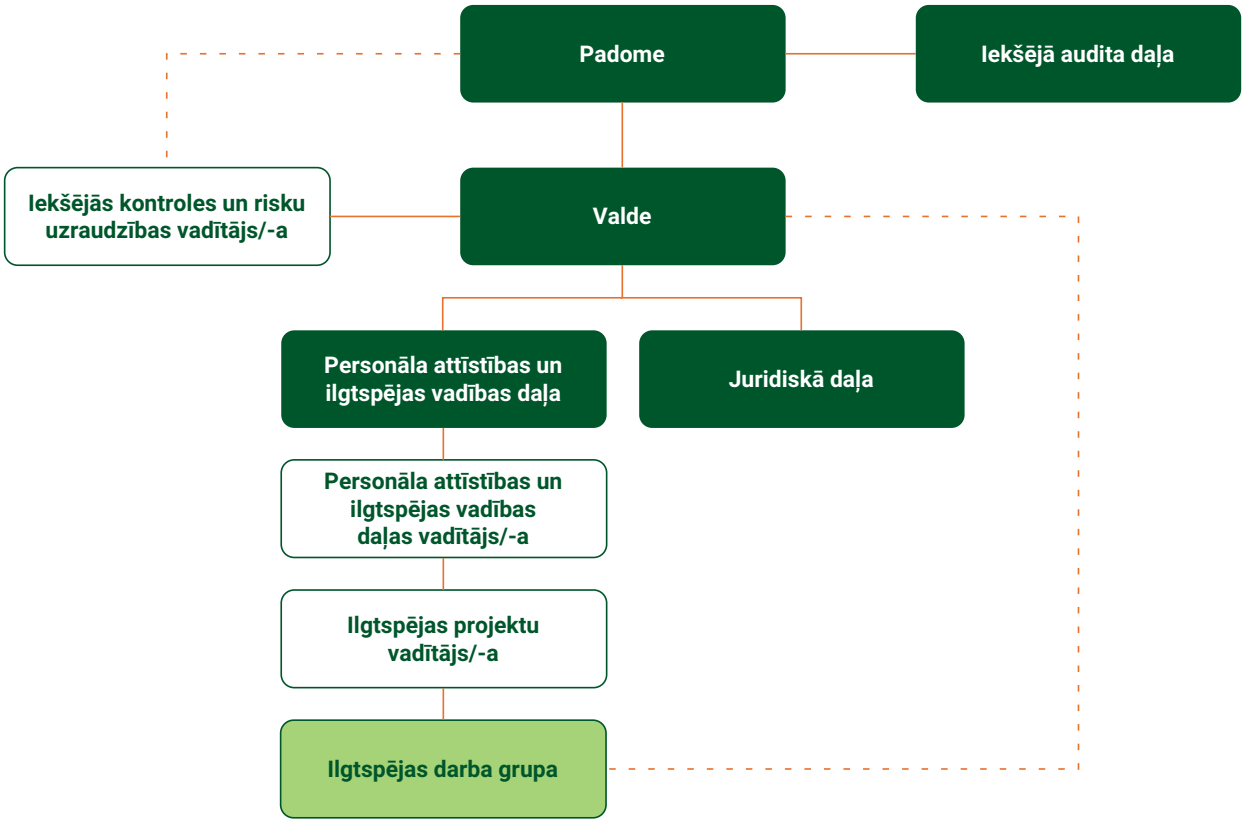 Padome
Iekšējā audita daļa
Iekšējās kontroles un risku
uzraudzības vadītājs/-a
Valde
Personāla attīstības un
ilgtspējas vadības daļa
Juridiskā daļa
Personāla attīstības un
ilgtspējas vadības
daļas vadītājs/-a
Ilgtspējas projektu
vadītājs/-a
Ilgtspējas darba grupa